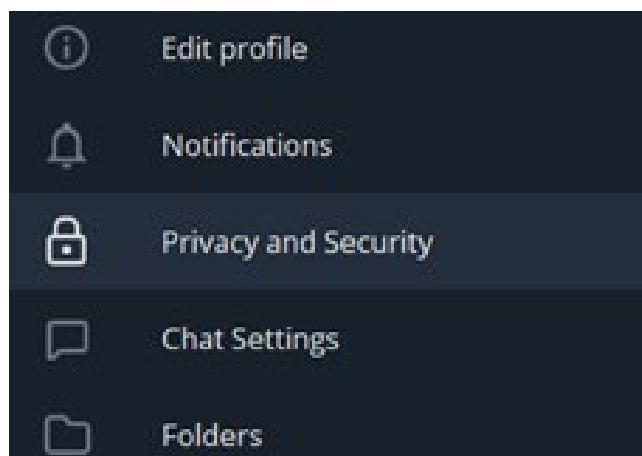 Edit profile
Notifications
Privacy and Security
Chat Settings
Folders